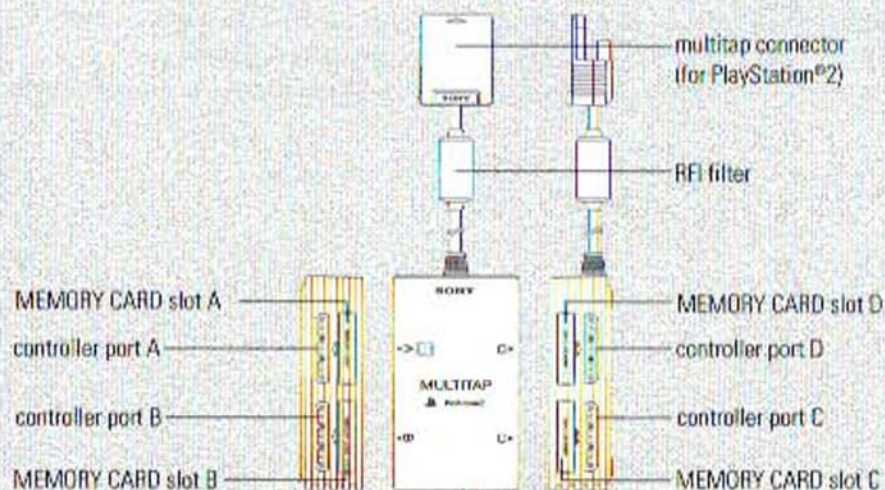 SONY
multitap connector
(for PlayStation®2)
RFI filter
SONY
MEMORY CARD slot A
MEMORY CARD slot D
controller port A
controller port D
MULTITAP
controller port B
controller port C
MEMORY CARD slot B
MEMORY CARD slot C